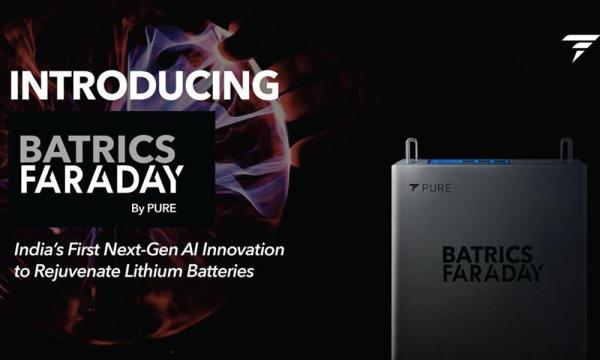 INTRODUCING
BATRICS
FARADAY
By PURE
India's First Next-Gen AI Innovation
to Rejuvenate Lithium Batteries
PURE
BATRICS
FARADAY